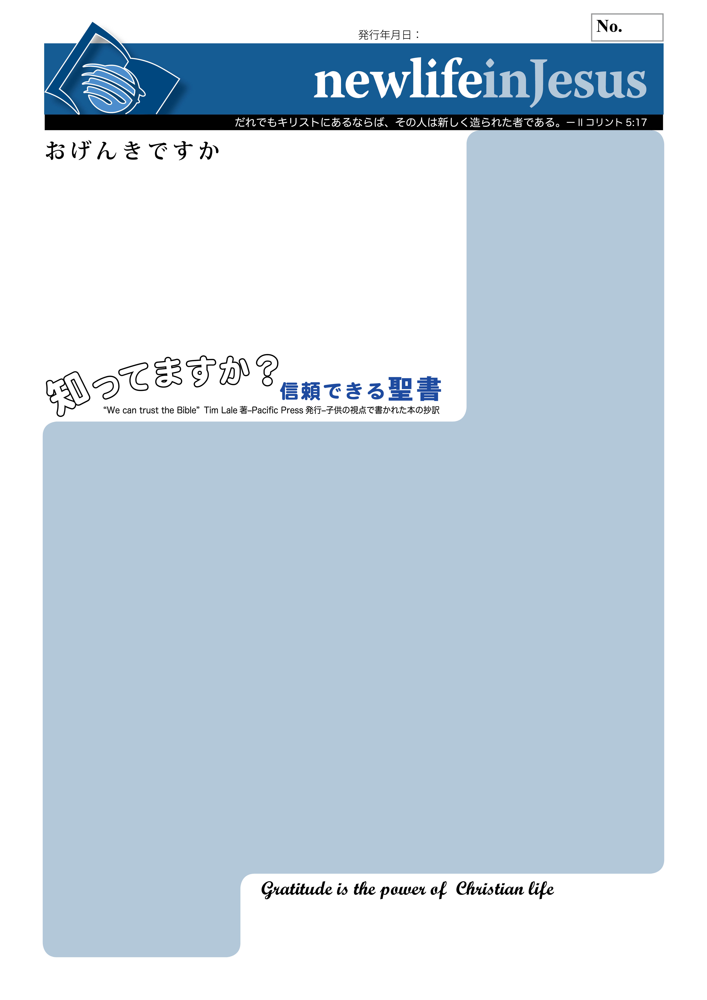 No.
発行年月日：
newlifeinJesus
だれでもキリストにあるならば、その人は新しく造られた者である。— II コリント 5:17
おげんきですか
知ってますか？
信頼できる聖書
“We can trust the Bible” Tim Lale 著–Pacific Press 発行–子供の視点で書かれた本の抄訳
Gratitude is the power of Christian life